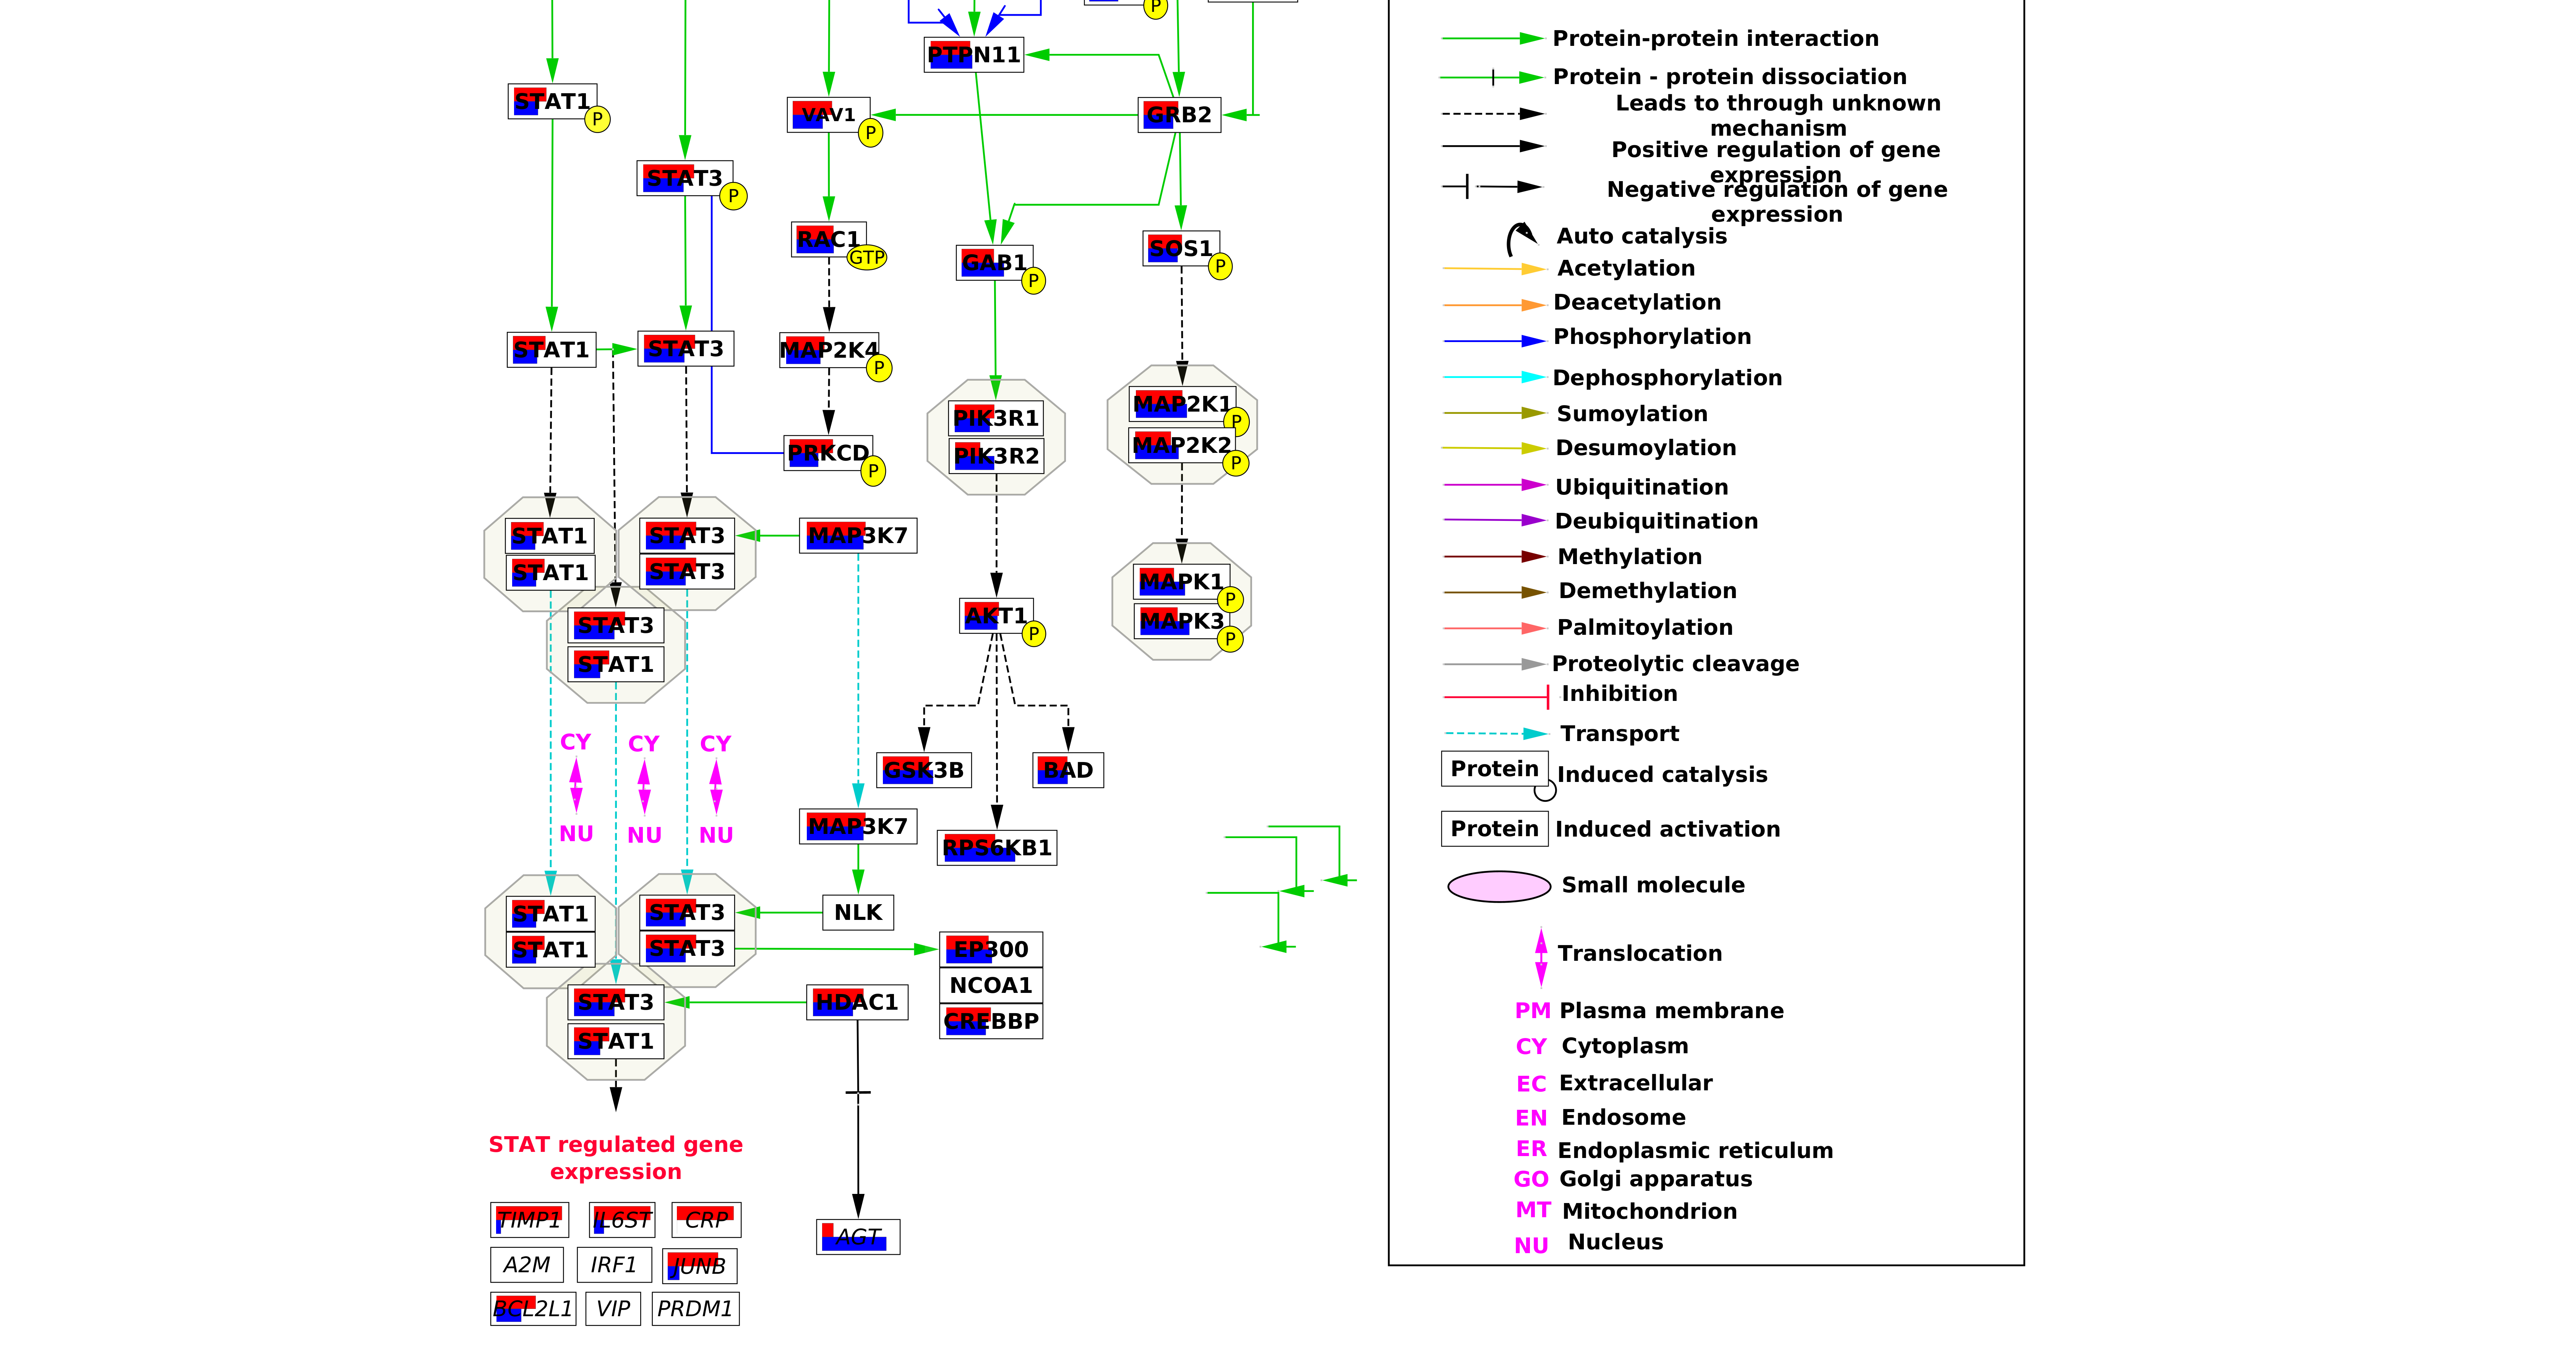 P
PTPN11
STAT1
P
VAV1
P
GRB2
STAT3
P
RAC1
GTP
GAB1
P
SOS1
P
STAT1
STAT3
MAP2K4
P
PIK3R1
PIK3R2
MAP2K1
P
MAP2K2
P
PRKCD
P
STAT1
STAT1
STAT3
STAT3
MAP3K7
STAT3
STAT1
AKT1
P
MAPK1
P
MAPK3
P
CY
CY
CY
NU
NU
NU
GSK3B
BAD
MAP3K7
RPS6KB1
STAT1
STAT1
STAT3
STAT3
NLK
EP300
NCOA1
CREBBP
STAT3
STAT1
HDAC1
STAT regulated gene
expression
TIMP1
IL6ST
CRP
A2M
IRF1
JUNB
BCL2L1
VIP
PRDM1
AGT
Protein-protein interaction
Protein - protein dissociation
Leads to through unknown
mechanism
Positive regulation of gene
expression
Negative regulation of gene
expression
Auto catalysis
Acetylation
Deacetylation
Phosphorylation
Dephosphorylation
Sumoylation
Desumoylation
Ubiquitination
Deubiquitination
Methylation
Demethylation
Palmitoylation
Proteolytic cleavage
Inhibition
Transport
Protein Induced catalysis
Protein Induced activation
Small molecule
Translocation
PM Plasma membrane
CY Cytoplasm
EC Extracellular
EN Endosome
ER Endoplasmic reticulum
GO Golgi apparatus
MT Mitochondrion
NU Nucleus